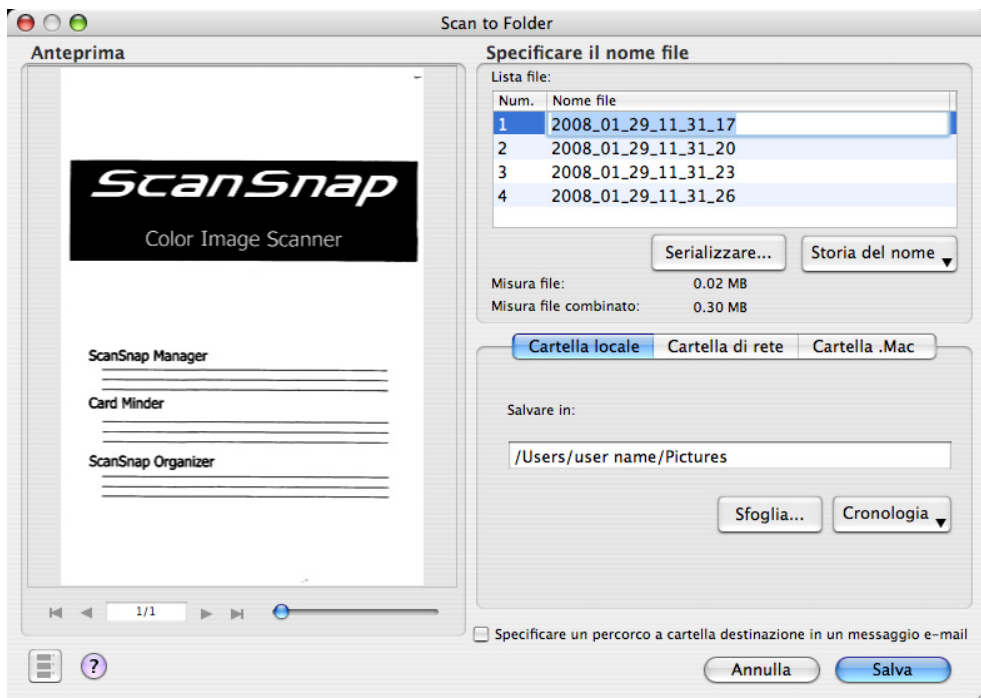 Scan to Folder
Anteprima
ScanSnap
Color Image Scanner
ScanSnap Manager
Card Minder
ScanSnap Organizer
1/1
?
Specificare il nome file
Lista file:
Num. Nome file
1 2008_01_29_11_31_17
2 2008_01_29_11_31_20
3 2008_01_29_11_31_23
4 2008_01_29_11_31_26
Serializzare... Storia del nome
Misura file: 0.02 MB
Misura file combinato: 0.30 MB
Cartella locale Cartella di rete Cartella .Mac
Salvare in:
/Users/user name/Pictures
Sfoglia... Cronologia
Specificare un percorco a cartella destinazione in un messaggio e-mail
Annulla Salva